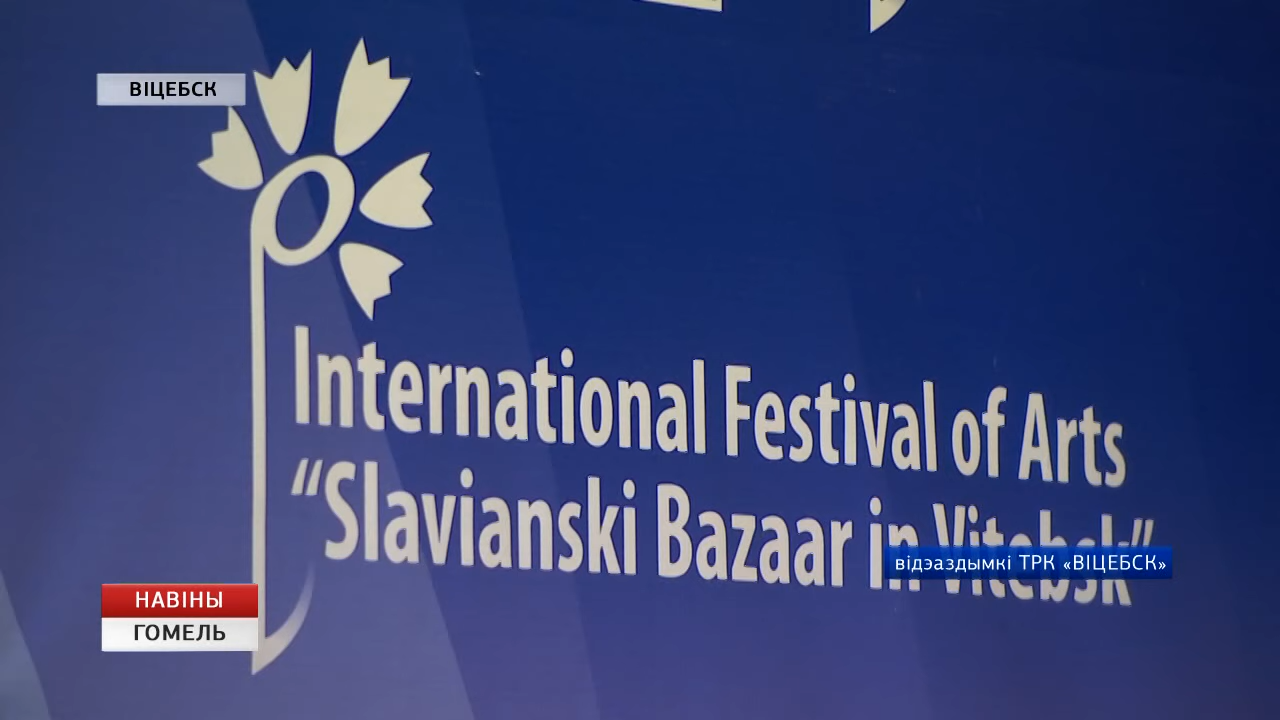 ВІЦЕБСК
International Festival of Arts
“Slavianski Bazaar in Vitebsk”
відэаздымкі ТРК «ВІЦЕБСК»
НАВІНЫ
ГОМЕЛЬ